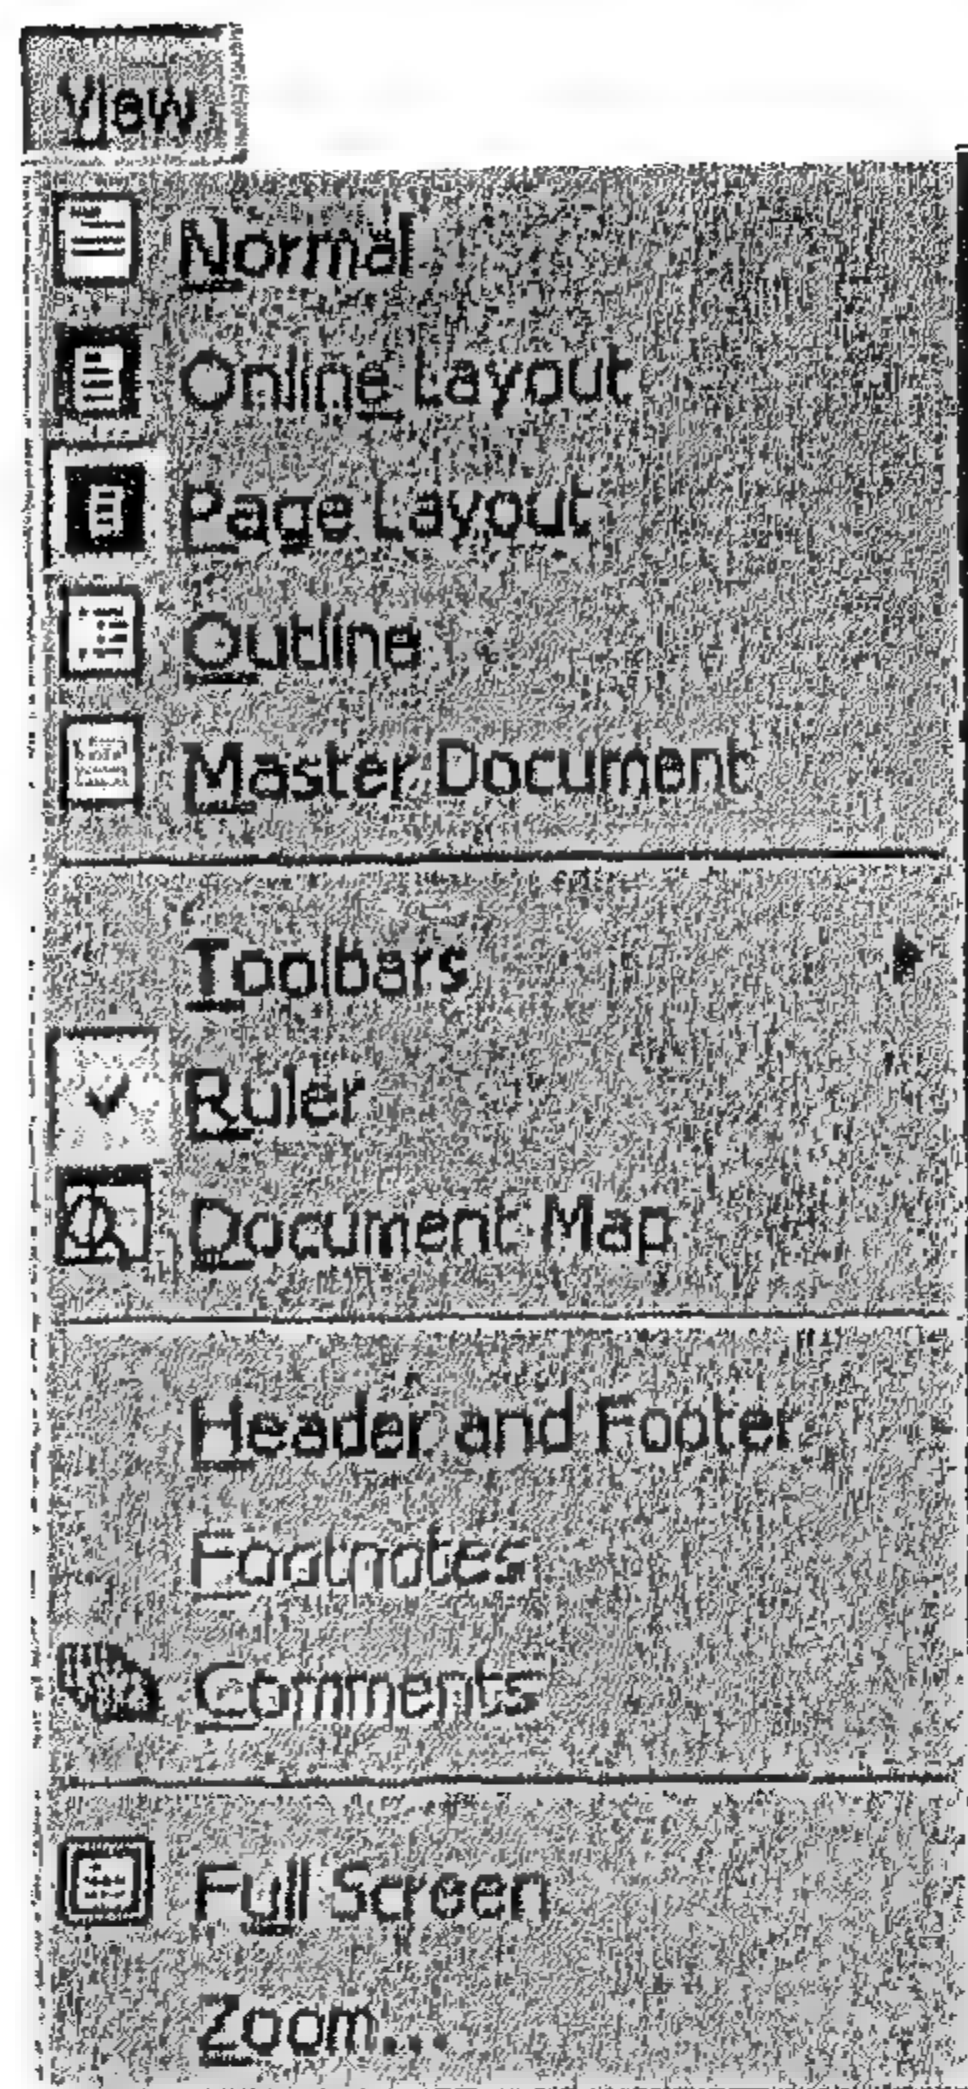 View
Normal
Online Layout
Page Layout
Outline
Master Document
Toolbars
Ruler
Document Map
Header and Footer
Footnotes
Comments
Full Screen
Zoom...